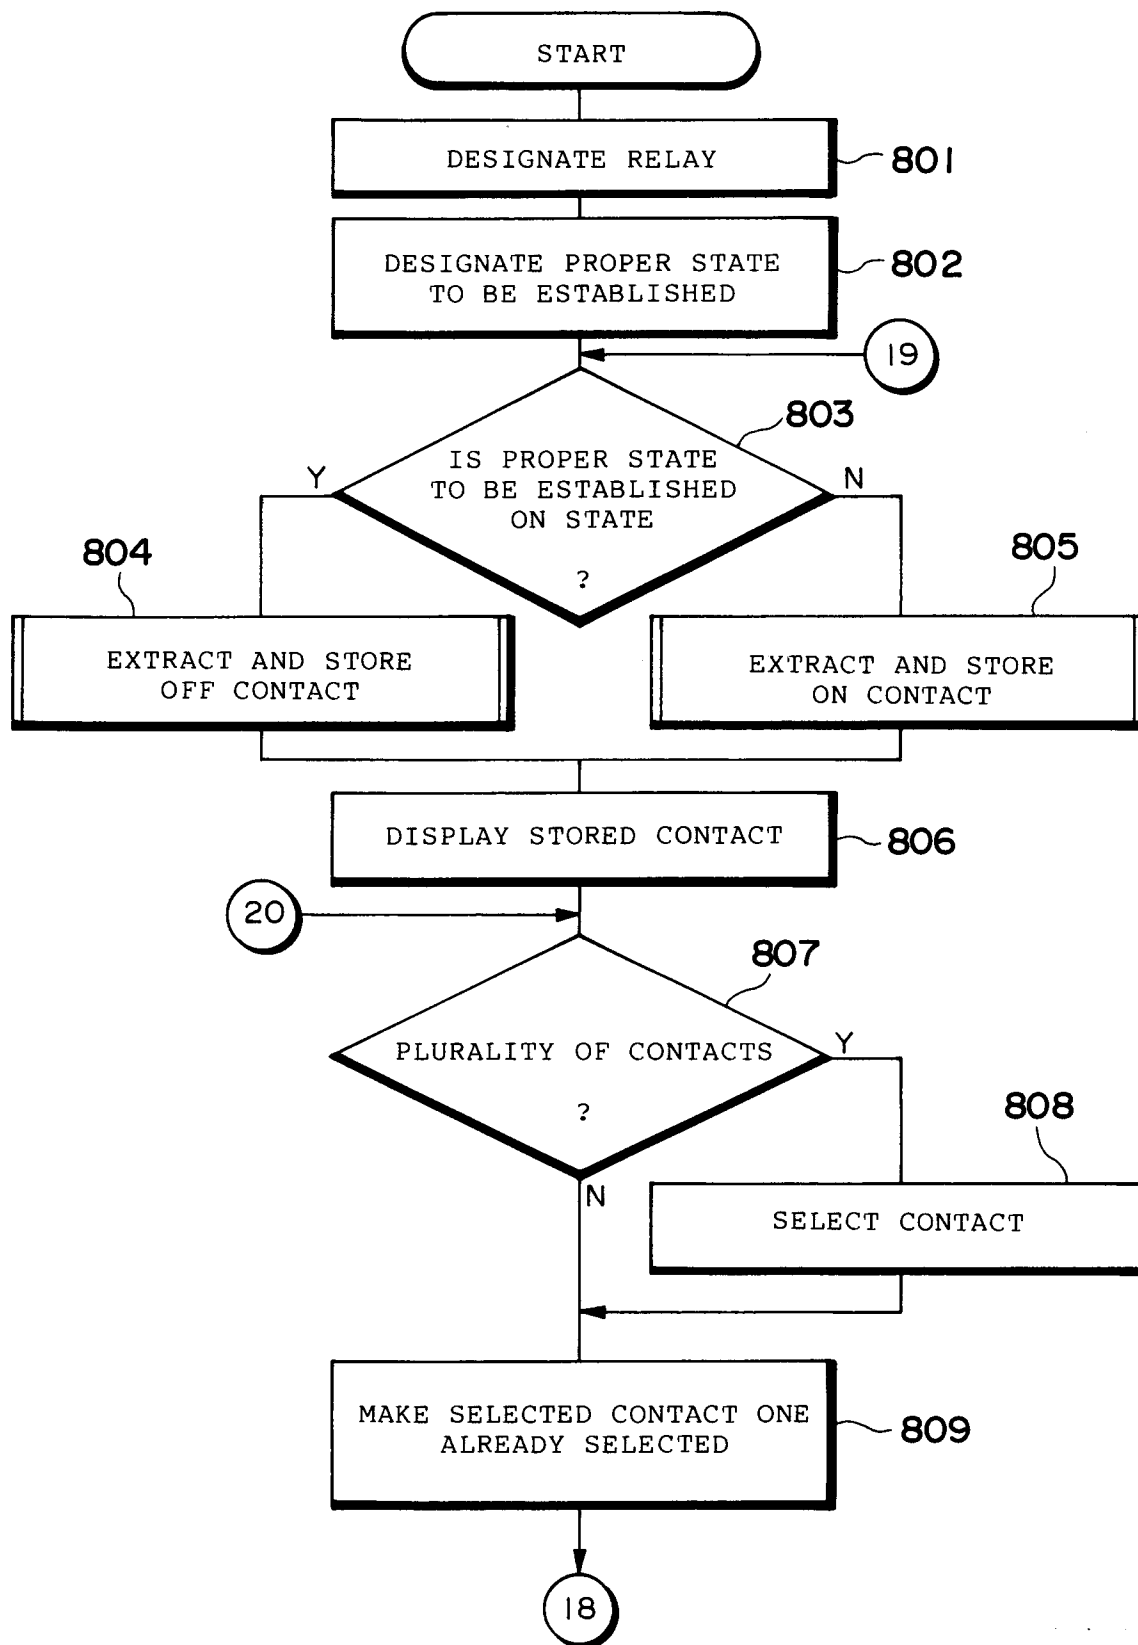 START
DESIGNATE RELAY
801
DESIGNATE PROPER STATE
TO BE ESTABLISHED
802
19
803
IS PROPER STATE
TO BE ESTABLISHED
ON STATE
?
Y
N
804
805
EXTRACT AND STORE
OFF CONTACT
EXTRACT AND STORE
ON CONTACT
DISPLAY STORED CONTACT
806
20
807
PLURALITY OF CONTACTS
?
Y
N
808
SELECT CONTACT
MAKE SELECTED CONTACT ONE
ALREADY SELECTED
809
18